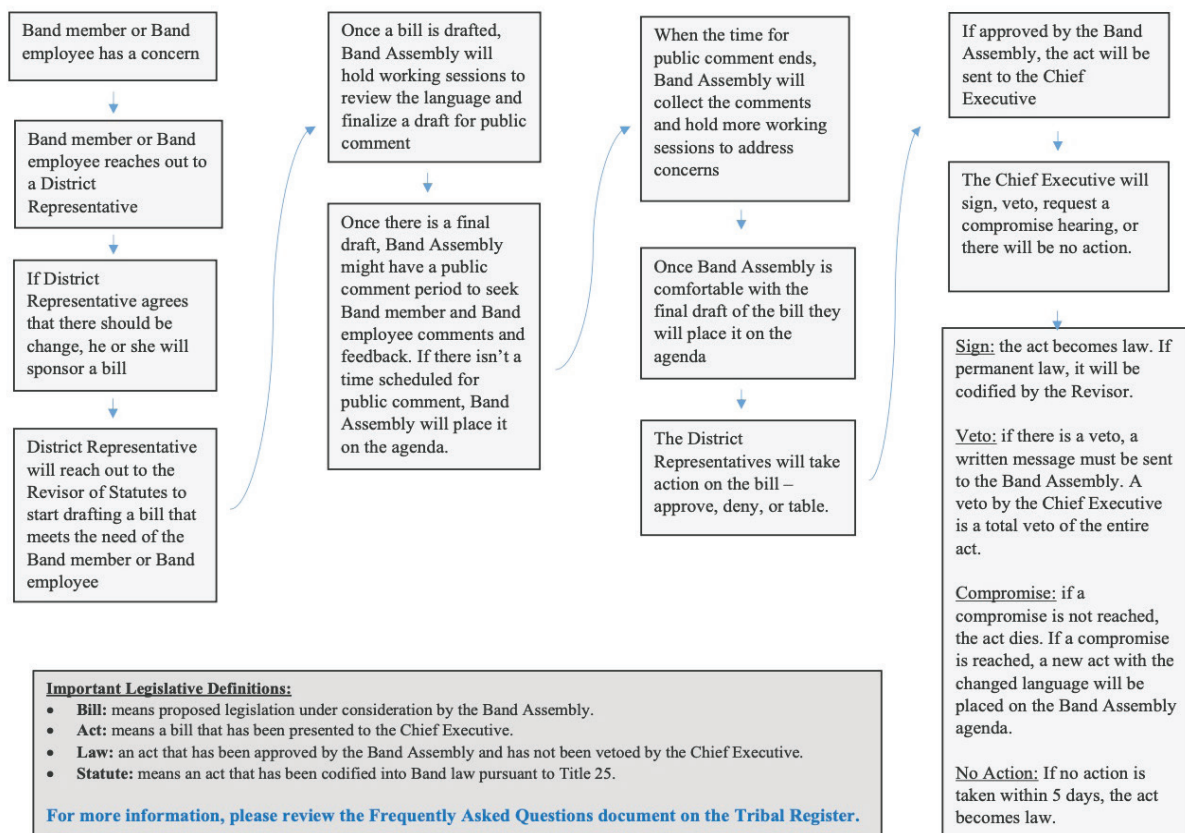 Band member or Band
employee has a concern
Band member or Band
employee reaches out to
a District
Representative
If District
Representative agrees
that there should be
change, he or she will
sponsor a bill
District Representative
will reach out to the
Revisor of Statutes to
start drafting a bill that
meets the need of the
Band member or Band
employee
Once a bill is drafted,
Band Assembly will
hold working sessions to
review the language and
finalize a draft for public
comment
Once there is a final
draft, Band Assembly
might have a public
comment period to seek
Band member and Band
employee comments and
feedback. If there isn't a
time scheduled for
public comment, Band
Assembly will place it
on the agenda.
When the time for
public comment ends,
Band Assembly will
collect the comments
and hold more working
sessions to address
concerns
Once Band Assembly is
comfortable with the
final draft of the bill they
will place it on the
agenda
The District
Representatives will take
action on the bill –
approve, deny, or table.
If approved by the Band
Assembly, the act will be
sent to the Chief
Executive
The Chief Executive will
sign, veto, request a
compromise hearing, or
there will be no action.
Sign: the act becomes law. If
permanent law, it will be
codified by the Revisor.
Veto: if there is a veto, a
written message must be sent
to the Band Assembly. A
veto by the Chief Executive
is a total veto of the entire
act.
Compromise: if a
compromise is not reached,
the act dies. If a compromise
is reached, a new act with the
changed language will be
placed on the Band Assembly
agenda.
No Action: If no action is
taken within 5 days, the act
becomes law.
Important Legislative Definitions:
• Bill: means proposed legislation under consideration by the Band Assembly.
• Act: means a bill that has been presented to the Chief Executive.
• Law: an act that has been approved by the Band Assembly and has not been vetoed by the Chief Executive.
• Statute: means an act that has been codified into Band law pursuant to Title 25.
For more information, please review the Frequently Asked Questions document on the Tribal Register.